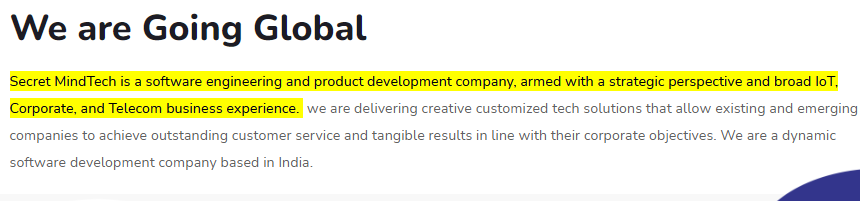 We are Going Global
Secret MindTech is a software engineering and product development company, armed with a strategic perspective and broad IoT,
Corporate, and Telecom business experience. we are delivering creative customized tech solutions that allow existing and emerging
companies to achieve outstanding customer service and tangible results in line with their corporate objectives. We are a dynamic
software development company based in India.